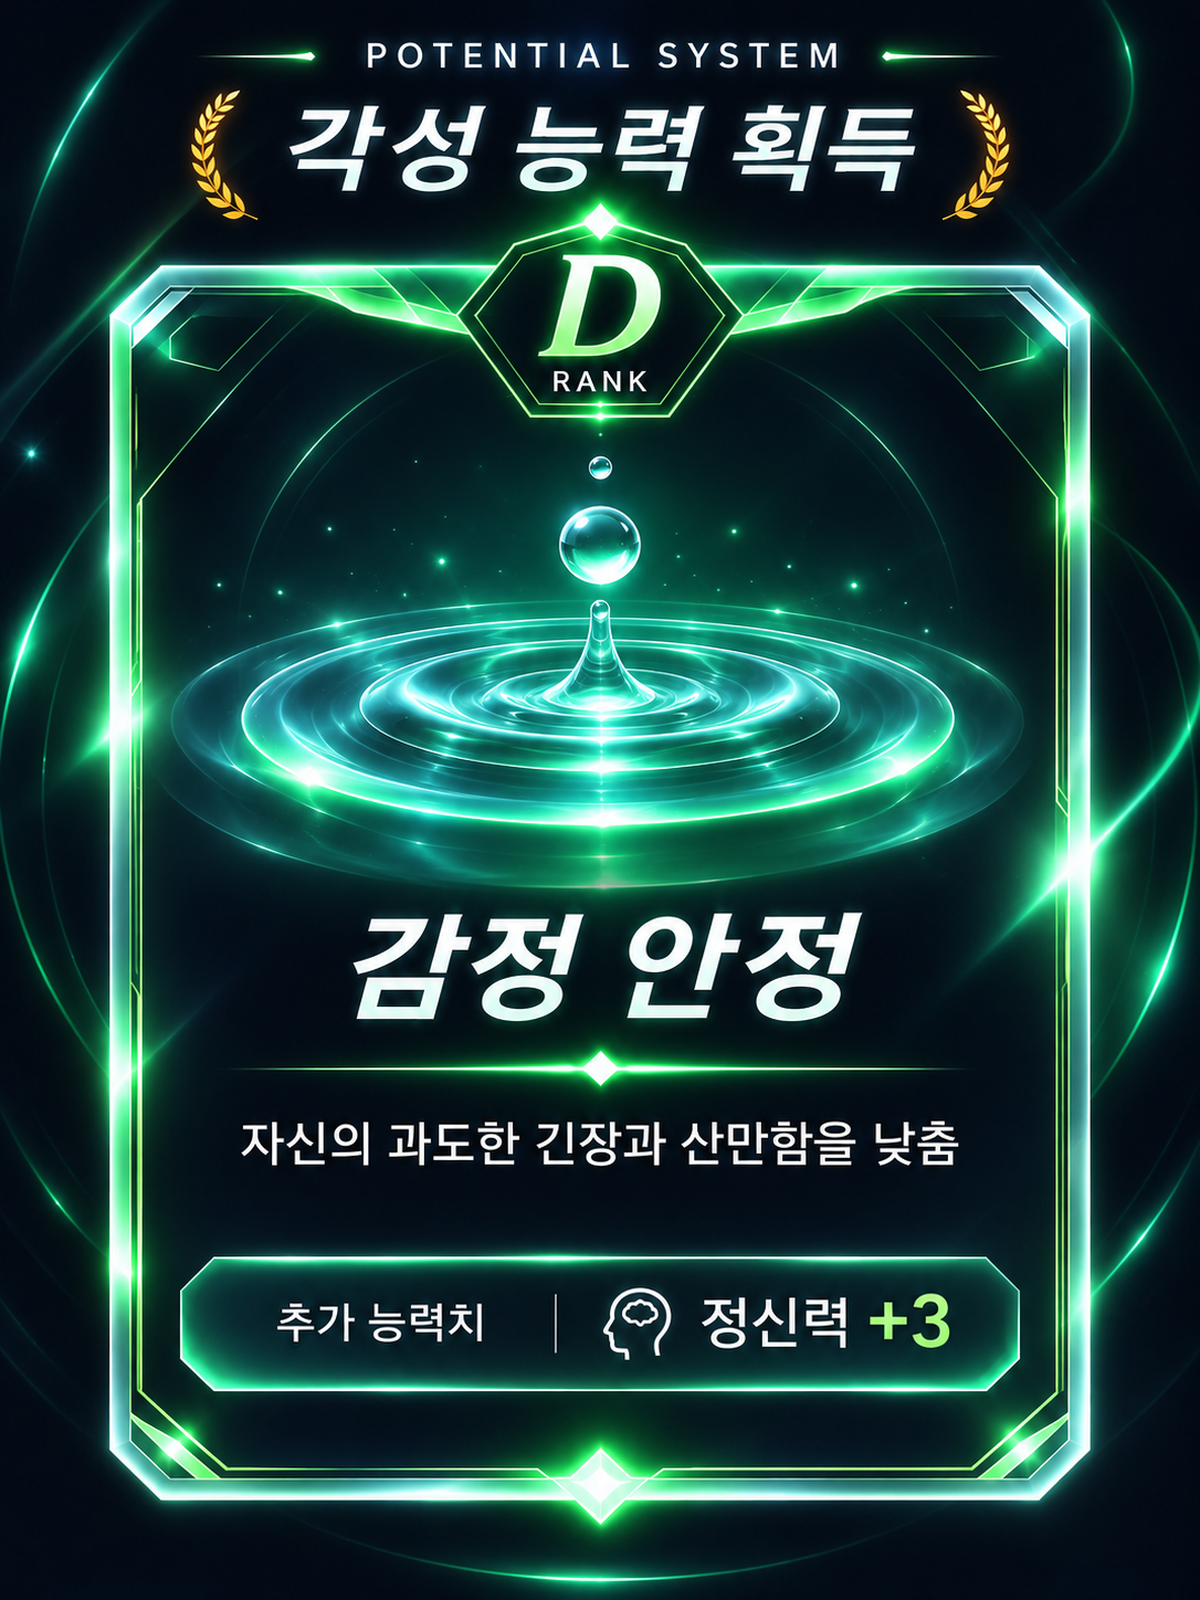 POTENTIAL SYSTEM
각성 능력 획득
D
RANK
감정 안정
자신의 과도한 긴장과 산만함을 낮춤
추가 능력치 정신력 +3